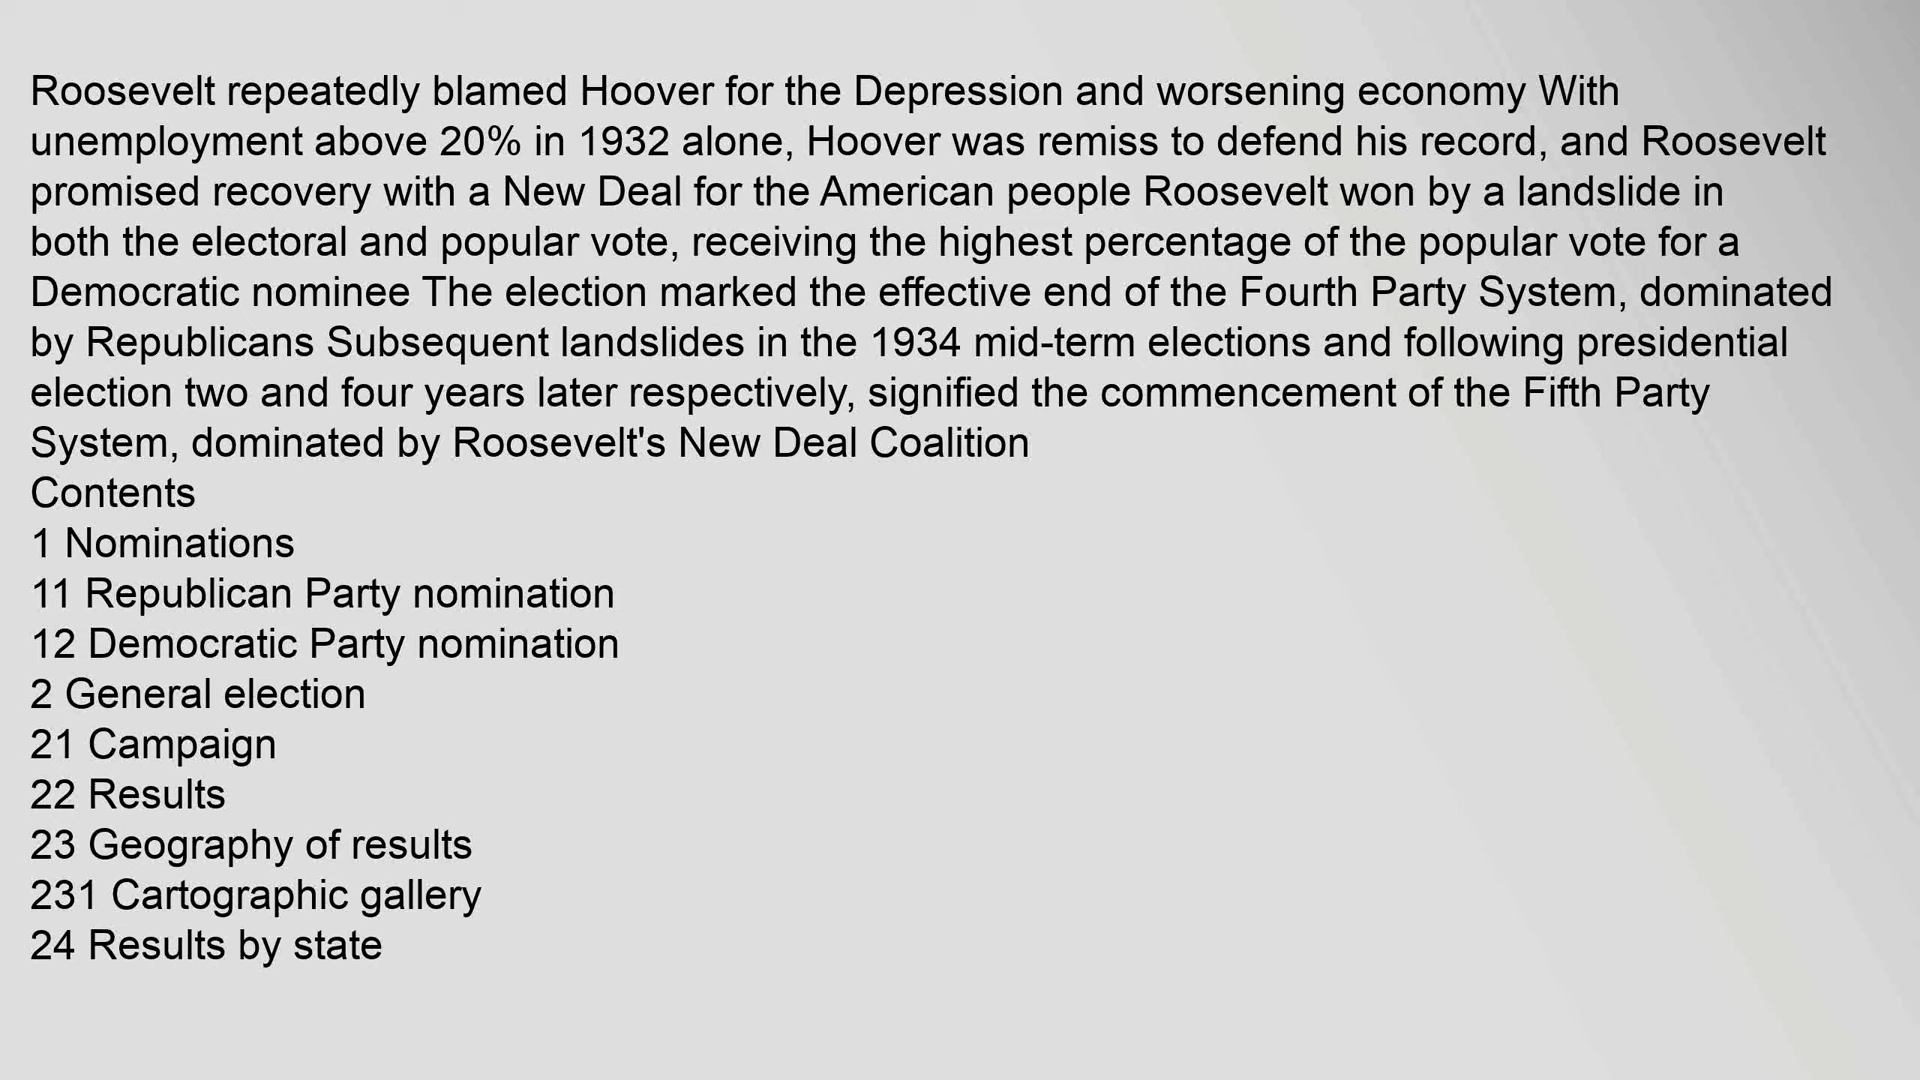 Roosevelt repeatedly blamed Hoover for the Depression and worsening economy With
unemployment above 20% in 1932 alone, Hoover was remiss to defend his record, and Roosevelt
promised recovery with a New Deal for the American people Roosevelt won by a landslide in
both the electoral and popular vote, receiving the highest percentage of the popular vote for a
Democratic nominee The election marked the effective end of the Fourth Party System, dominated
by Republicans Subsequent landslides in the 1934 mid-term elections and following presidential
election two and four years later respectively, signified the commencement of the Fifth Party
System, dominated by Roosevelt's New Deal Coalition
Contents
1 Nominations
11 Republican Party nomination
12 Democratic Party nomination
2 General election
21 Campaign
22 Results
23 Geography of results
231 Cartographic gallery
24 Results by state